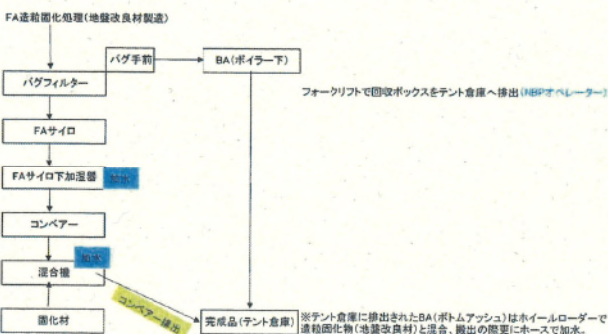 FA造粒固化処理(地盤改良材製造)
バグ手前
BA(ボイラー下)
バグフィルター
フォークリフトで回収ボックスをテント倉庫へ排出(NBPオペレーター)
FAサイロ
FAサイロ下加湿器
加水
コンベアー
加水
混合機
コンベアー排出
固化材
完成品(テント倉庫)
※テント倉庫に排出されたBA(ボトムアッシュ)はホイールローダーで
造粒固化物(地盤改良材)と混合、搬出の際更にホースで加水。